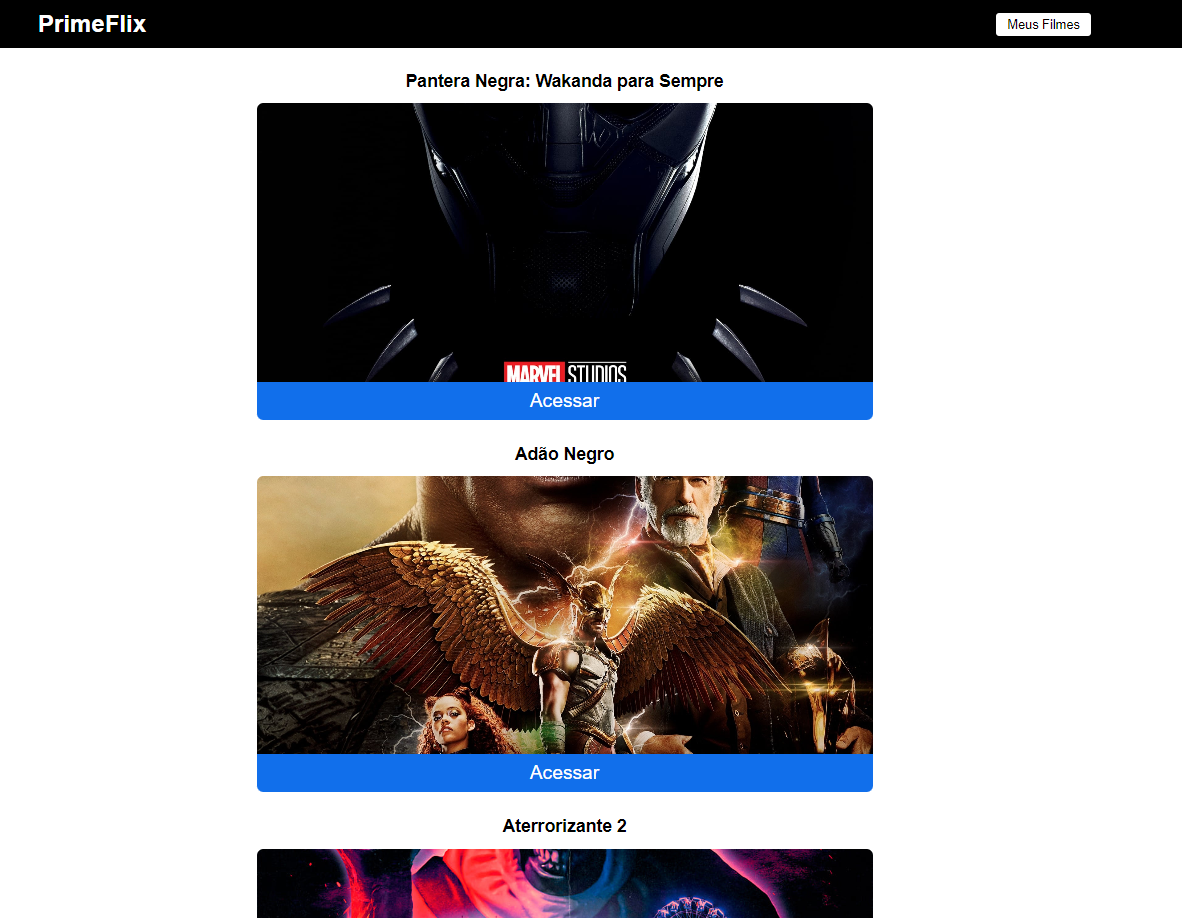 PrimeFlix
Meus Filmes
Pantera Negra: Wakanda para Sempre
MARVEL STUDIOS
Acessar
Adão Negro
Acessar
Aterrorizante 2